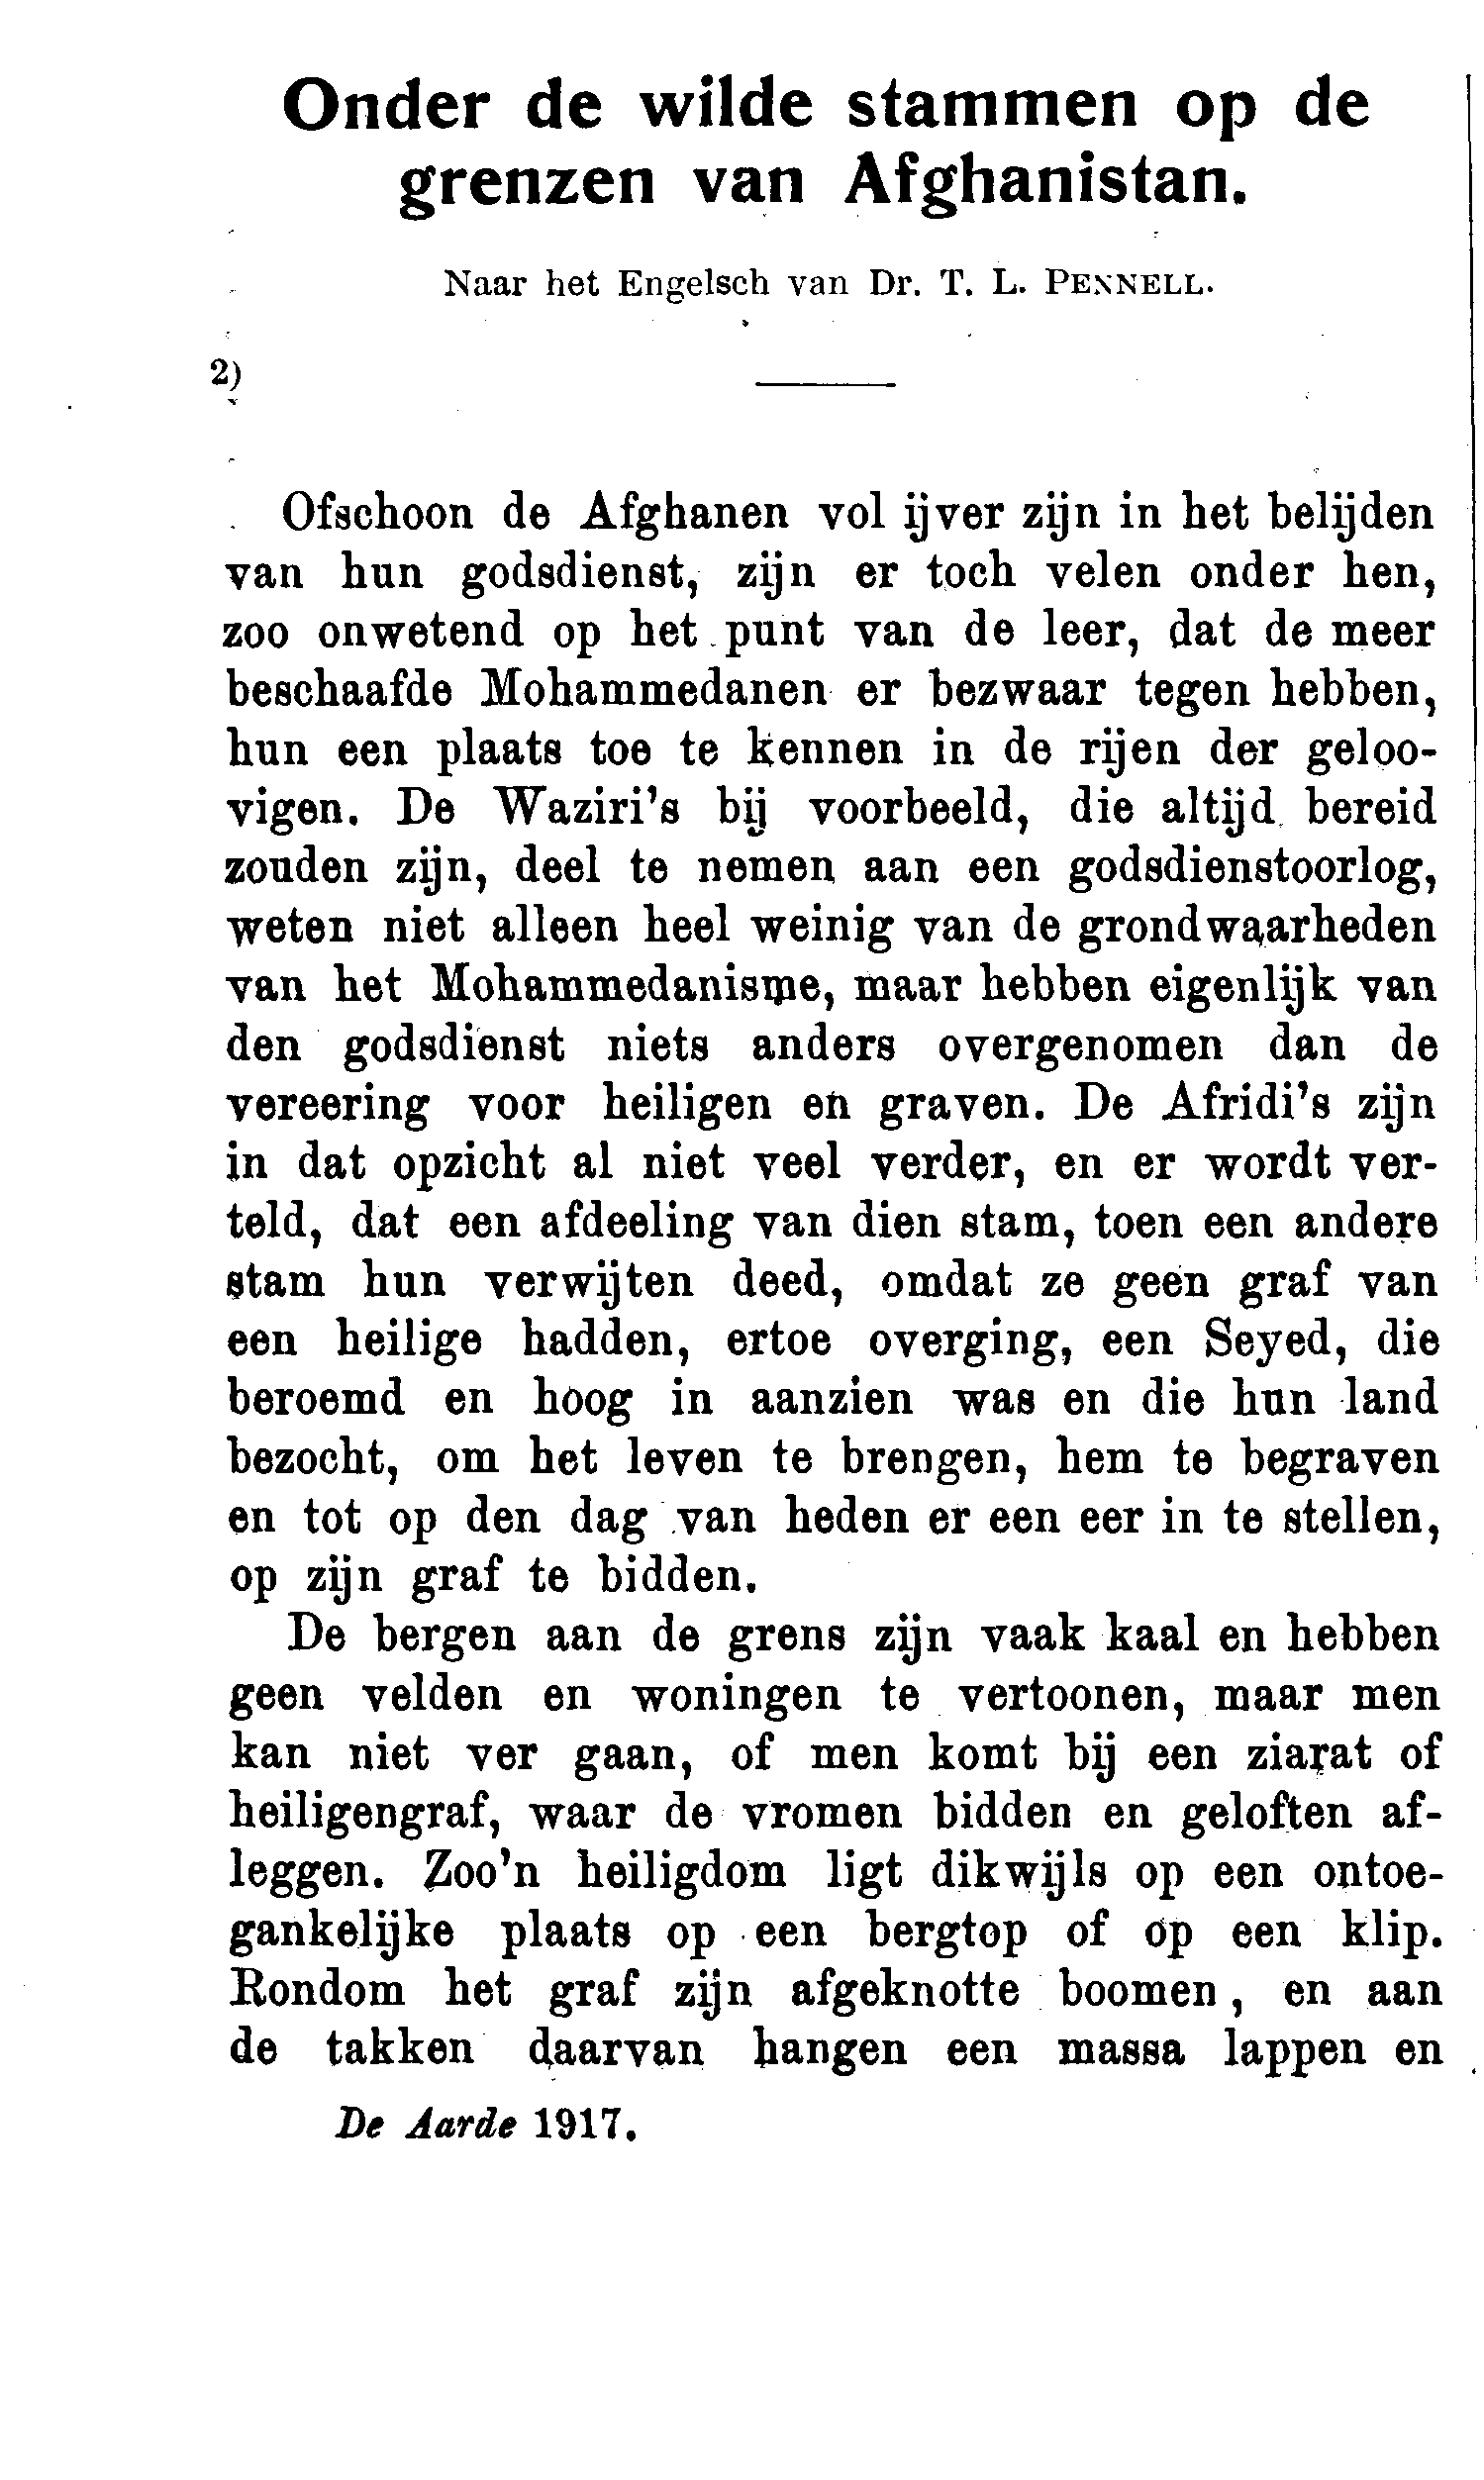 Onder de wilde stammen op de
grenzen van Afghanistan.
Naar het Engelsch van Dr. T. L. PENNELL.
2)
Ofschoon de Afghanen vol ijver zijn in het belijden
van hun godsdienst, zijn er toch velen onder hen,
zoo onwetend op het punt van de leer, dat de meer
beschaafde Mohammedanen er bezwaar tegen hebben,
hun een plaats toe te kennen in de rijen der geloo-
vigen. De Waziri's bij voorbeeld, die altijd bereid
zouden zijn, deel te nemen aan een godsdienstoorlog,
weten niet alleen heel weinig van de grondwaarheden
van het Mohammedanisme, maar hebben eigenlijk van
den godsdienst niets anders overgenomen dan de
vereering voor heiligen en graven. De Afridi's zijn
in dat opzicht al niet veel verder, en er wordt ver-
teld, dat een afdeeling van dien stam, toen een andere
stam hun verwijten deed, omdat ze geen graf van
een heilige hadden, ertoe overging, een Seyed, die
beroemd en hoog in aanzien was en die hun land
bezocht, om het leven te brengen, hem te begraven
en tot op den dag van heden er een eer in te stellen,
op zijn graf te bidden.
De bergen aan de grens zijn vaak kaal en hebben
geen velden en woningen te vertoonen, maar men
kan niet ver gaan, of men komt bij een ziarat of
heiligengraf, waar de vromen bidden en geloften af-
leggen. Zoo'n heiligdom ligt dikwijls op een ontoe-
gankelijke plaats op een bergtop of op een klip.
Rondom het graf zijn afgeknotte boomen, en aan
de takken daarvan hangen een massa lappen en
De Aarde 1917.